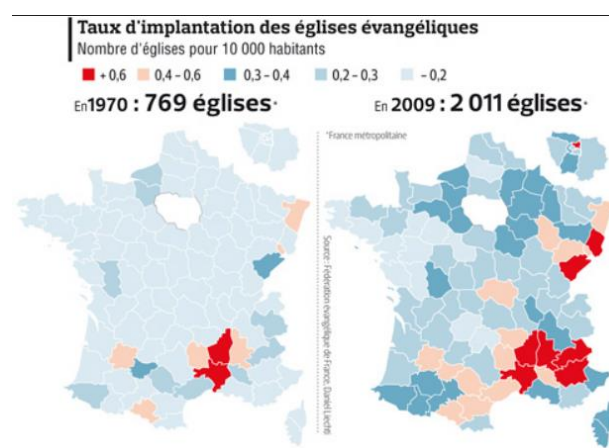 Taux d'implantation des églises évangéliques
Nombre d'églises pour 10 000 habitants
+ 0,6 0,4 – 0,6 0,3 – 0,4 0,2 – 0,3 – 0,2
En 1970 : 769 églises*
En 2009 : 2 011 églises*
*France métropolitaine
Source : Fédération évangélique de France, Daniel Liechti